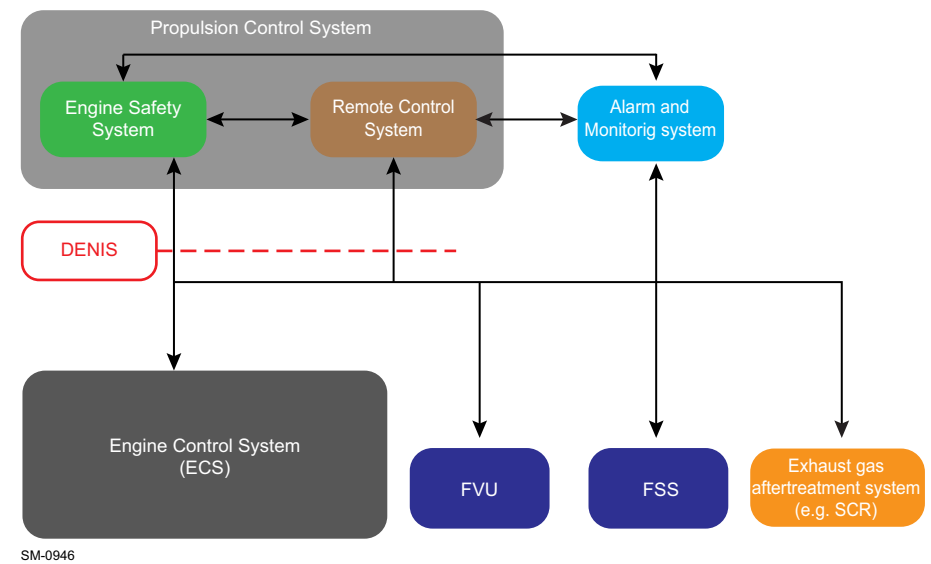 Propulsion Control System
Engine Safety
System
Remote Control
System
Alarm and
Monitorig system
DENIS
Engine Control System
(ECS)
FVU
FSS
Exhaust gas
aftertreatment system
(e.g. SCR)
SM-0946